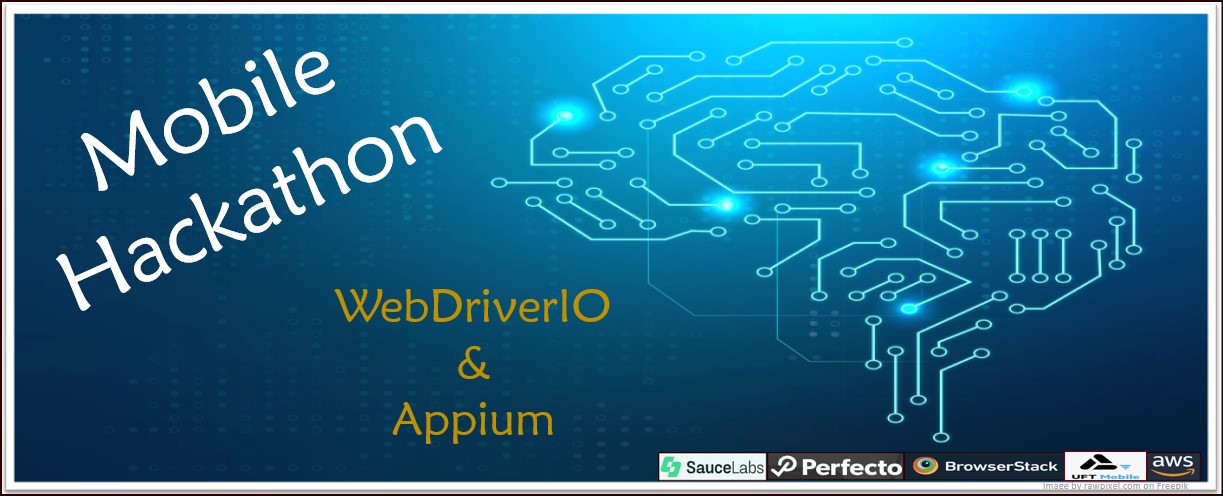 Mobile
Hackathon
WebDriverIO
&
Appium
SauceLabs
Perfecto
BrowserStack
UFT Mobile
aws
Image by rawpixel.com on Freepik